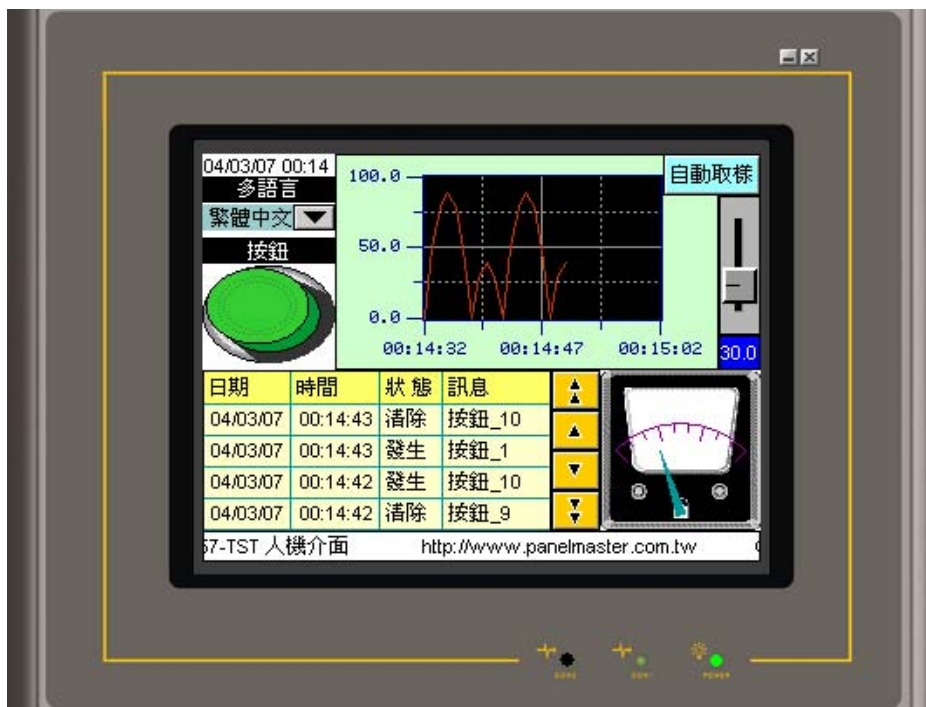 04/03/07 00:14
多語言
繁體中文
按鈕
100.0
50.0
0.0
00:14:32 00:14:47 00:15:02
自動取樣
30.0
日期 時間 狀態 訊息
04/03/07 00:14:43 清除 按鈕_10
04/03/07 00:14:43 發生 按鈕_1
04/03/07 00:14:42 發生 按鈕_10
04/03/07 00:14:42 清除 按鈕_9
57-TST 人機介面 http://www.panelmaster.com.tw
COM2 COM1 POWER